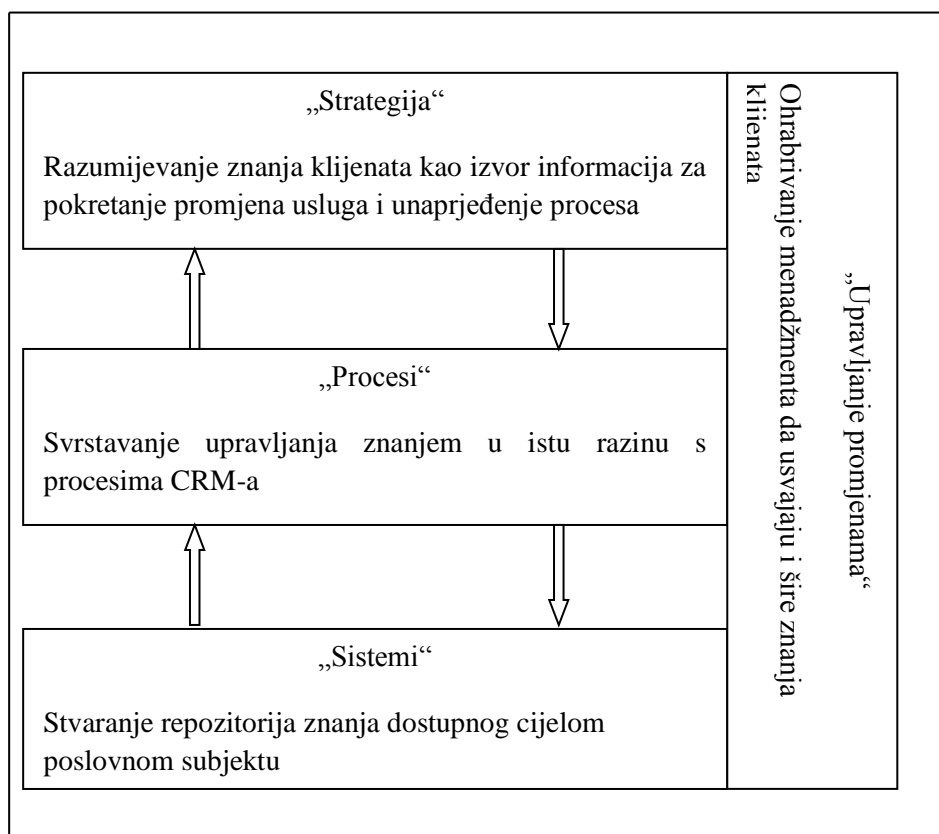 „Strategija“
Razumijevanje znanja klijenata kao izvor informacija za
pokretanje promjena usluga i unaprjeđenje procesa
„Procesi“
Svrstavanje upravljanja znanjem u istu razinu s
procesima CRM-a
„Sistemi“
Stvaranje repozitorija znanja dostupnog cijelom
poslovnom subjektu
„Upravljanje promjenama“
Ohrabrivanje menadžmenta da usvajaju i šire znanja
klijenata